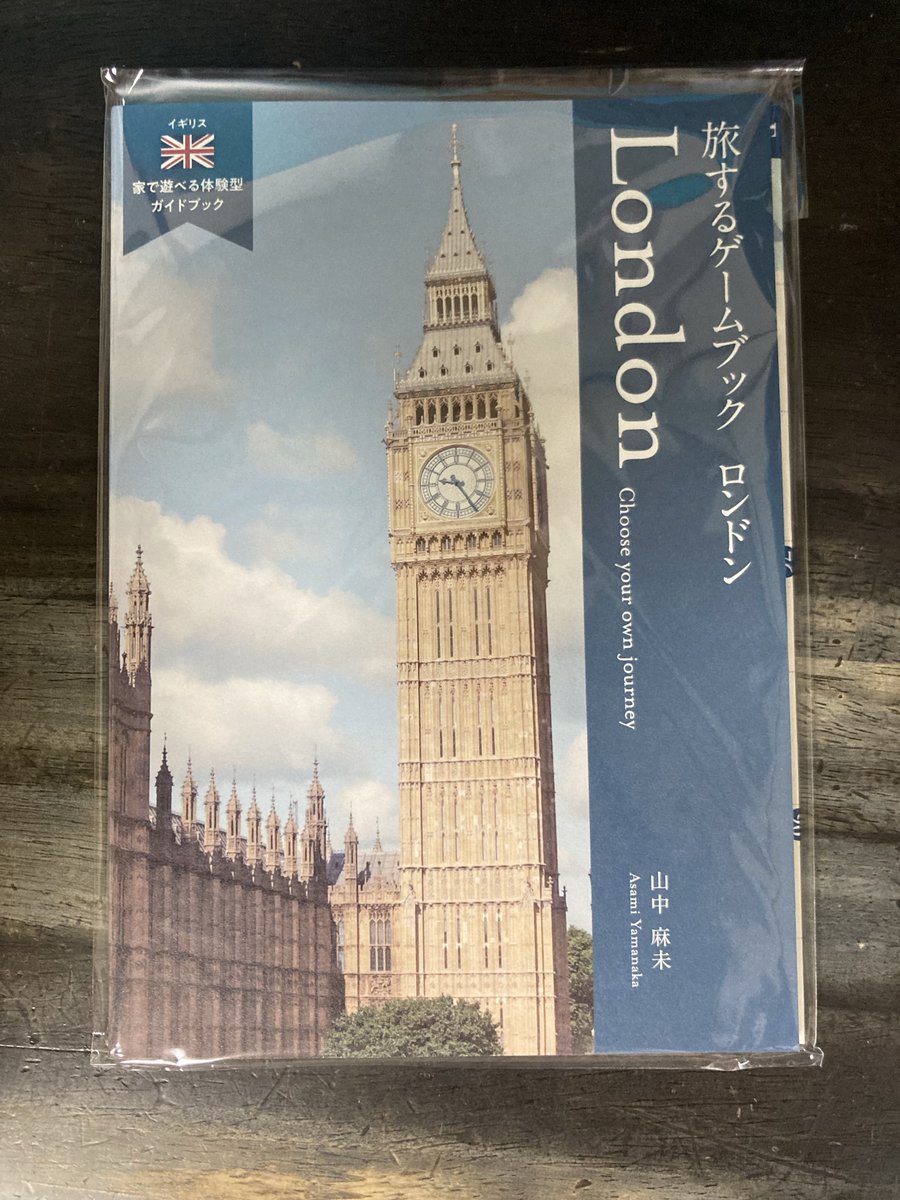 イギリス
家で遊べる体験型
ガイドブック
旅するゲームブック ロンドン
London Choose your own journey
山中 麻未
Asami Yamanaka